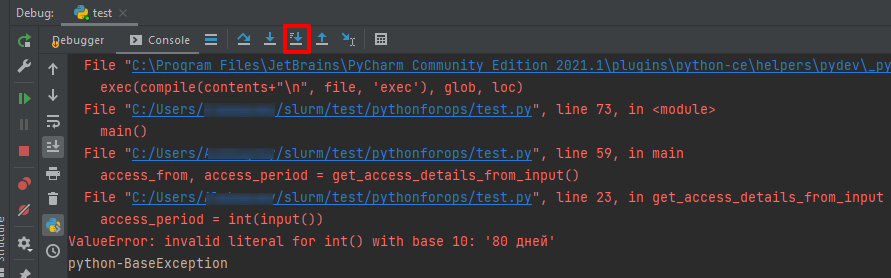 Debug: test
Debugger Console
File "C:\Program Files\JetBrains\PyCharm Community Edition 2021.1\plugins\python-ce\helpers\pydev\_py
exec(compile(contents+"\n", file, 'exec'), glob, loc)
File "C:/Users/ /slurm/test/pythonforops/test.py", line 73, in <module>
main()
File "C:/Users/ /slurm/test/pythonforops/test.py", line 59, in main
access_from, access_period = get_access_details_from_input()
File "C:/Users/ /slurm/test/pythonforops/test.py", line 23, in get_access_details_from_input
access_period = int(input())
ValueError: invalid literal for int() with base 10: '80 дней'
python-BaseException